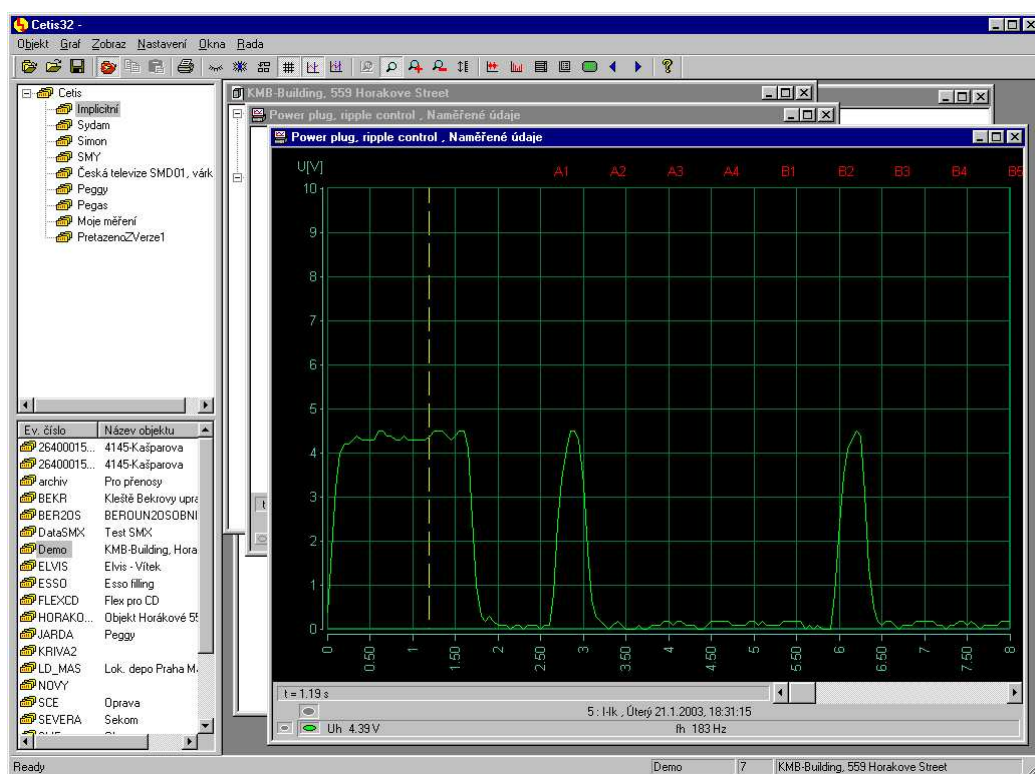 Cetis32 -
Objekt Graf Zobraz Nastavení Okna Rada
Cetis
Implicitní
Sydam
Simon
SMY
Česká televize SMD01, várk
Peggy
Pegas
Moje měření
PretazenoZVerze1
Ev. číslo Název objektu
26400015... 4145-Kašparova
26400015... 4145-Kašparova
archiv Pro přenosy
BEKR Kleště Bekrovy upra
BER2OS BEROUN2OSOBNI
DataSMX Test SMX
Demo KMB-Building, Hora
ELVIS Elvis - Vítek
ESSO Esso filling
FLEXCD Flex pro CD
HORAKO... Objekt Horákové 55
JARDA Peggy
KRIVA2
LD_MAS Lok. depo Praha M
NOVY
SCE Oprava
SEVERA Sekom
KMB-Building, 559 Horakove Street
Power plug, ripple control , Naměřené údaje
Power plug, ripple control , Naměřené údaje
U[V] A1 A2 A3 A4 B1 B2 B3 B4 B5
10
9
8
7
6
5
4
3
2
1
0
0 0.50 1 1.50 2 2.50 3 3.50 4 4.50 5 5.50 6 6.50 7 7.50 8
t
t = 1.19 s
5 : I-Ik , Úterý 21.1.2003, 18:31:15
Uh 4.39 V fh 183 Hz
Ready Demo 7 KMB-Building, 559 Horakove Street